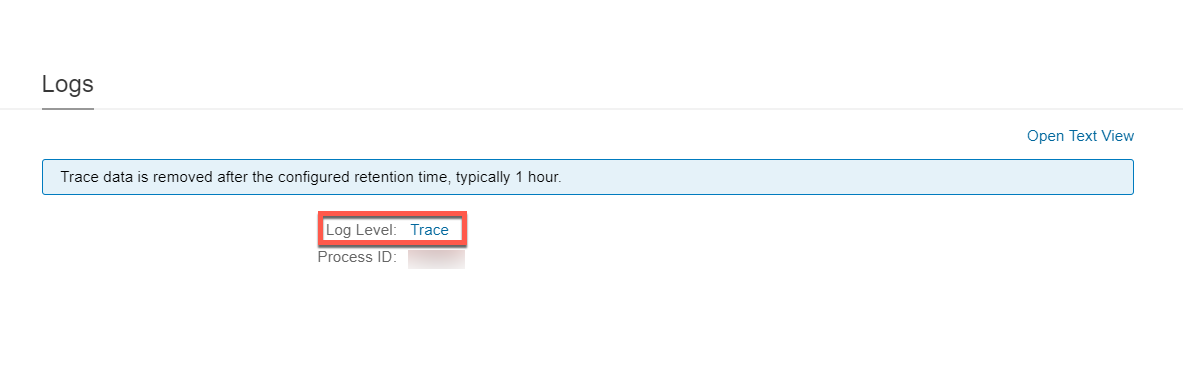 Logs
Open Text View
Trace data is removed after the configured retention time, typically 1 hour.
Log Level: Trace
Process ID: